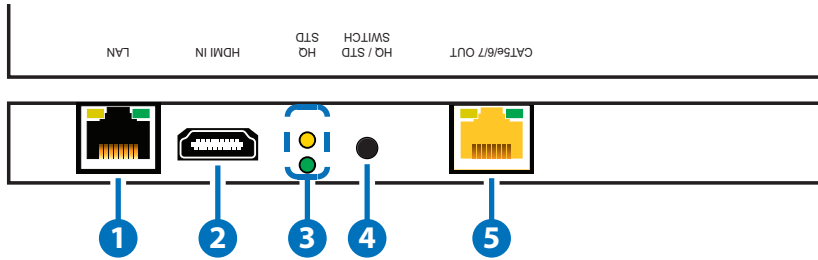 LAN
HDMI IN
HQ
STD
HQ / STD
SWITCH
CAT5e/6/7 OUT
1
2
3
4
5